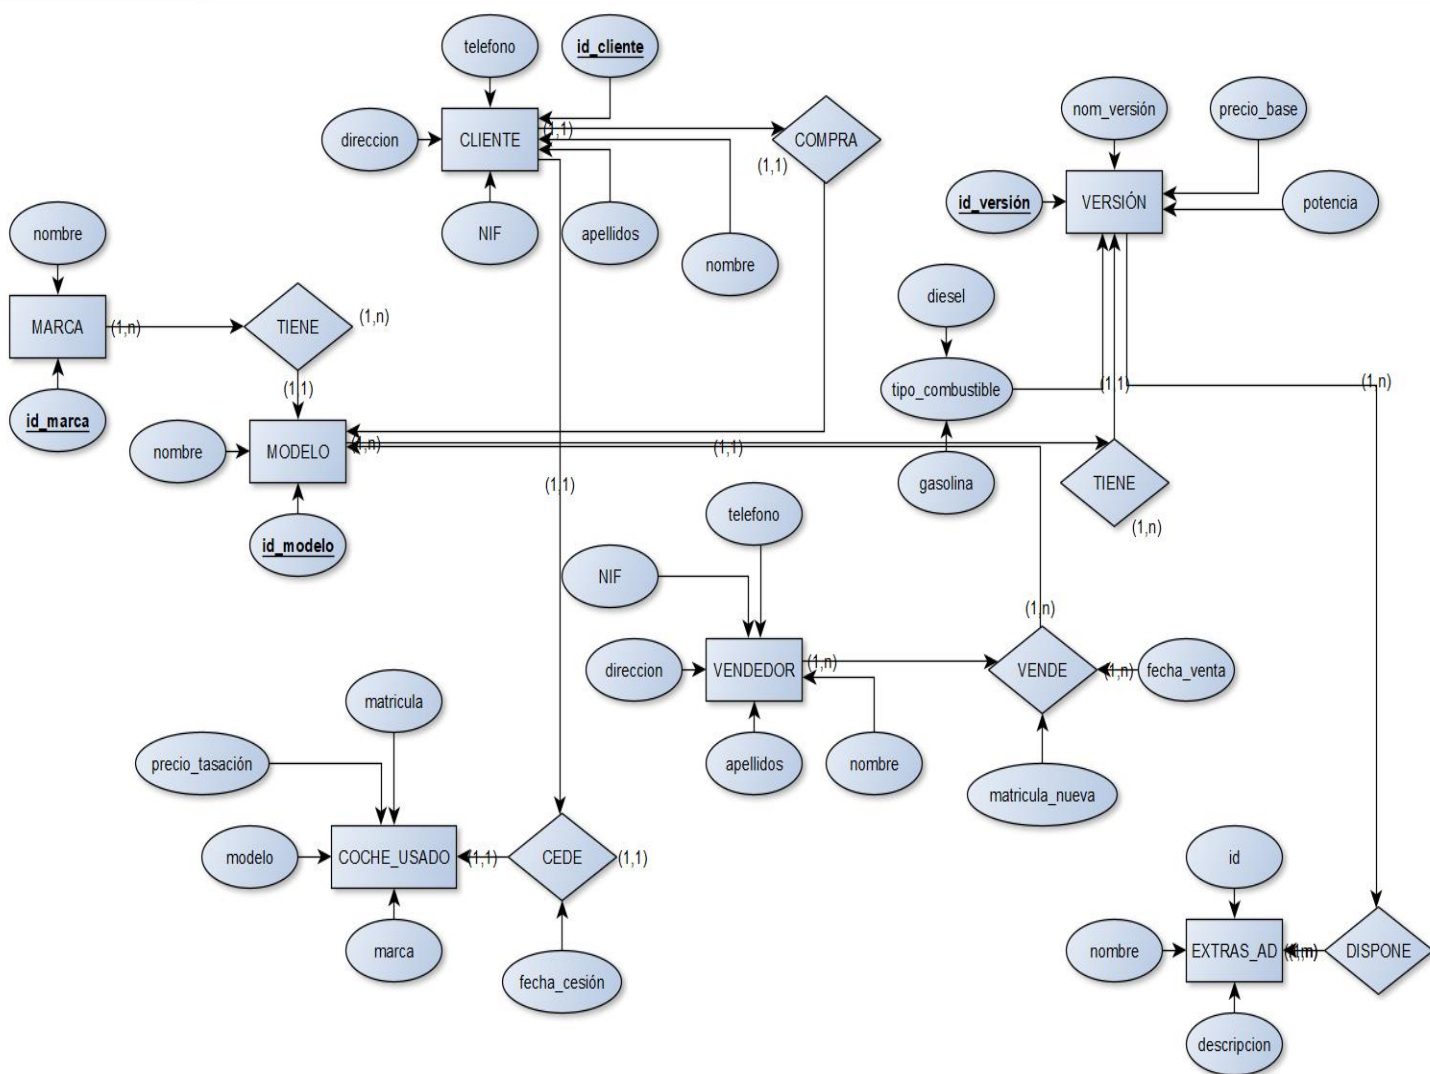 telefono
id_cliente
nom_versión
precio_base
direccion
CLIENTE
(1,1)
COMPRA
(1,1)
id_versión
VERSIÓN
potencia
nombre
NIF
apellidos
nombre
diesel
MARCA
(1,n)
TIENE
(1,n)
(1,1)
tipo_combustible
(1,1)
(1,n)
id_marca
nombre
MODELO
(1,n)
(1,1)
gasolina
TIENE
(1,n)
(1,1)
id_modelo
telefono
NIF
(1,n)
direccion
VENDEDOR
(1,n)
VENDE
(1,n)
fecha_venta
matricula
precio_tasación
apellidos
nombre
matricula_nueva
modelo
COCHE_USADO
(1,1)
CEDE
(1,1)
id
marca
fecha_cesión
nombre
EXTRAS_AD
DISPONE
descripcion